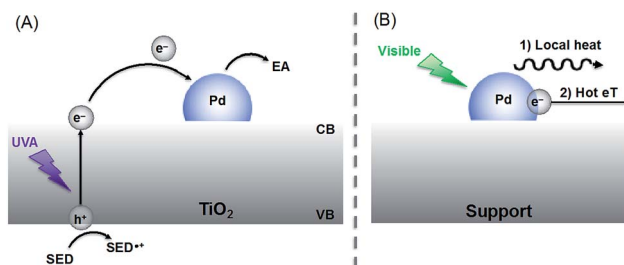 (A)
e⁻
Pd
EA
e⁻
CB
UVA
TiO₂
h⁺
VB
SED
SED•⁺
(B)
Visible
1) Local heat
Pd
e⁻
2) Hot eT
Support